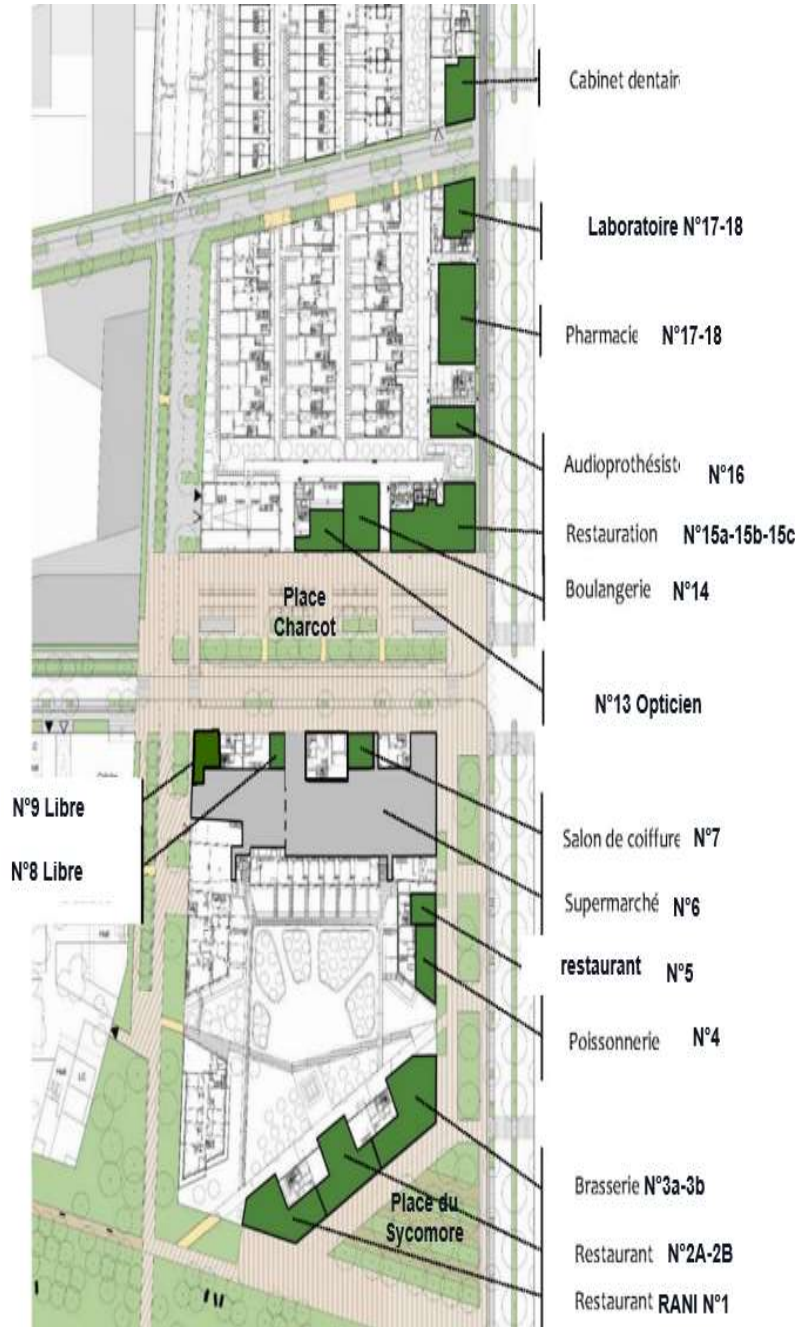 Cabinet dentair
Laboratoire N°17-18
Pharmacie N°17-18
Audioprothésist N°16
Restauration N°15a-15b-15c
Boulangerie N°14
Place
Charcot
N°13 Opticien
N°9 Libre
N°8 Libre
Salon de coiffure N°7
Supermarché N°6
restaurant N°5
Poissonnerie N°4
Brasserie N°3a-3b
Place du
Sycomore
Restaurant N°2A-2B
Restaurant RANI N°1